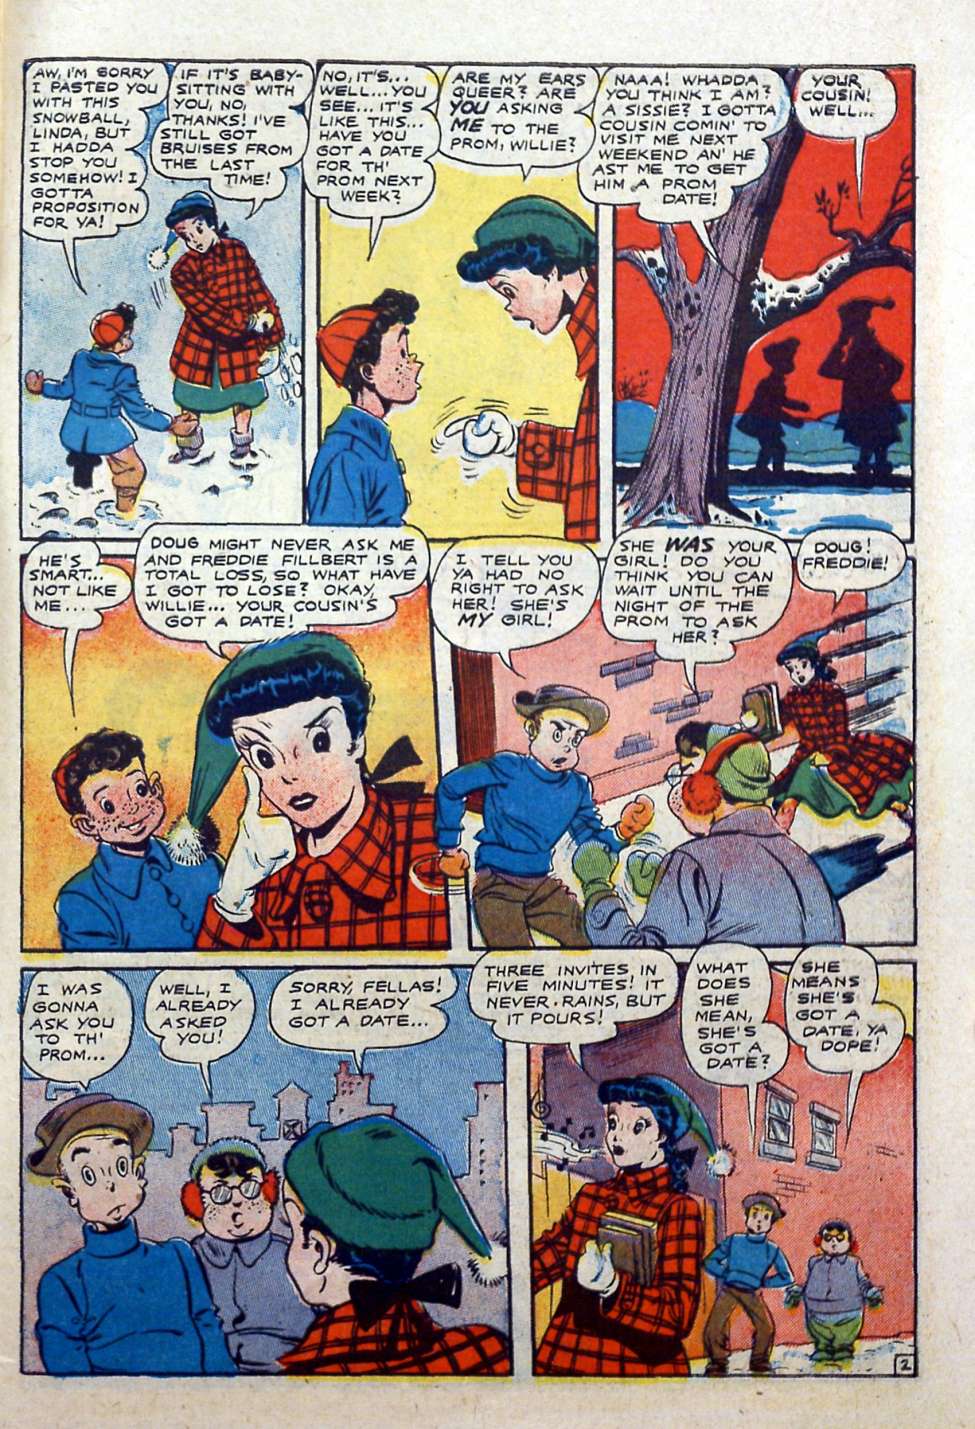 AW, I'M SORRY
I PASTED YOU
WITH THIS
SNOWBALL,
LINDA, BUT
I HADDA
STOP YOU
SOMEHOW! I
GOTTA
PROPOSITION
FOR YA!
IF IT'S BABY-
SITTING WITH
YOU, NO,
THANKS! I'VE
STILL GOT
BRUISES FROM
THE LAST
TIME!
NO, IT'S...
WELL... YOU
SEE... IT'S
LIKE THIS...
HAVE YOU
GOT A DATE
FOR TH'
PROM NEXT
WEEK?
ARE MY EARS
QUEER? ARE
YOU ASKING
ME TO THE
PROM, WILLIE?
NAAA! WHADDA
YOU THINK I AM?
A SISSIE? I GOTTA
COUSIN COMIN' TO
VISIT ME NEXT
WEEKEND AN' HE
AST ME TO GET
HIM A PROM
DATE!
YOUR
COUSIN!
WELL...
HE'S
SMART...
NOT LIKE
ME...
DOUG MIGHT NEVER ASK ME
AND FREDDIE FILLBERT IS A
TOTAL LOSS, SO, WHAT HAVE
I GOT TO LOSE? OKAY,
WILLIE... YOUR COUSIN'S
GOT A DATE!
I TELL YOU
YA HAD NO
RIGHT TO ASK
HER! SHE'S
MY GIRL!
SHE WAS YOUR
GIRL! DO YOU
THINK YOU CAN
WAIT UNTIL THE
NIGHT OF THE
PROM TO ASK
HER?
DOUG!
FREDDIE!
I WAS
GONNA
ASK YOU
TO TH'
PROM...
WELL, I
ALREADY
ASKED
YOU!
SORRY, FELLAS!
I ALREADY
GOT A DATE...
THREE INVITES, IN
FIVE MINUTES! IT
NEVER RAINS, BUT
IT POURS!
WHAT
DOES
SHE
MEAN,
SHE'S
GOT A
DATE?
SHE
MEANS
SHE'S
GOT A
DATE, YA
DOPE!
2